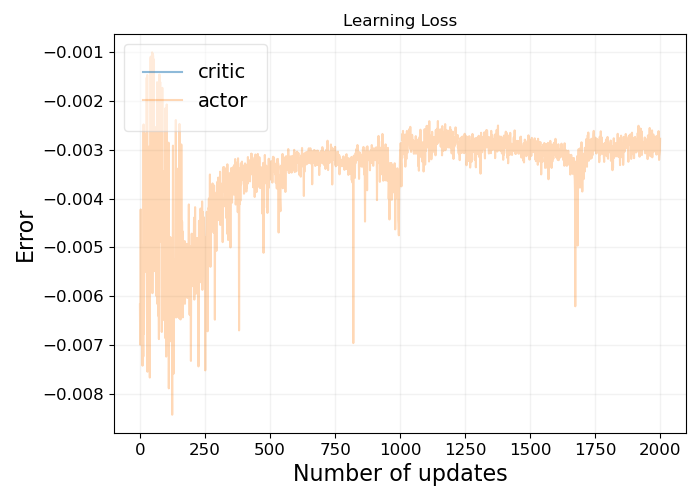 Learning Loss
critic
actor
−0.001
−0.002
−0.003
−0.004
−0.005
−0.006
−0.007
−0.008
Error
0 250 500 750 1000 1250 1500 1750 2000
Number of updates